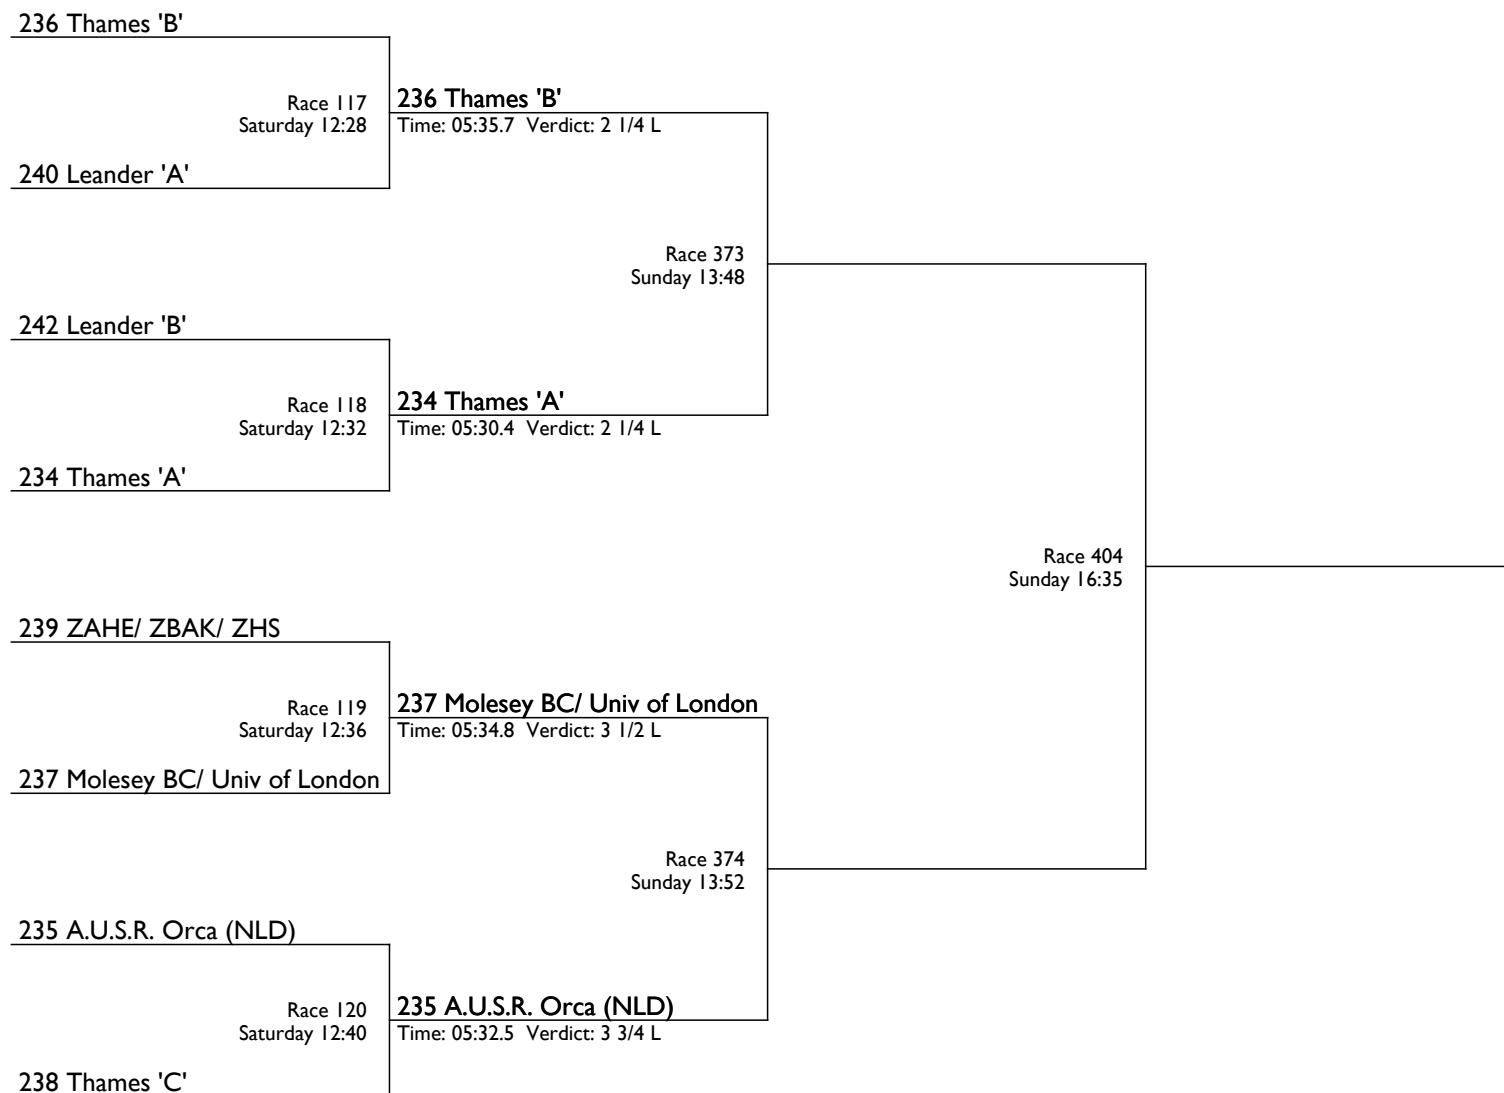 236 Thames 'B'
Race 117
Saturday 12:28
236 Thames 'B'
Time: 05:35.7 Verdict: 2 1/4 L
240 Leander 'A'
Race 373
Sunday 13:48
242 Leander 'B'
Race 118
Saturday 12:32
234 Thames 'A'
Time: 05:30.4 Verdict: 2 1/4 L
234 Thames 'A'
Race 404
Sunday 16:35
239 ZAHE/ ZBAK/ ZHS
Race 119
Saturday 12:36
237 Molesey BC/ Univ of London
Time: 05:34.8 Verdict: 3 1/2 L
237 Molesey BC/ Univ of London
Race 374
Sunday 13:52
235 A.U.S.R. Orca (NLD)
Race 120
Saturday 12:40
235 A.U.S.R. Orca (NLD)
Time: 05:32.5 Verdict: 3 3/4 L
238 Thames 'C'